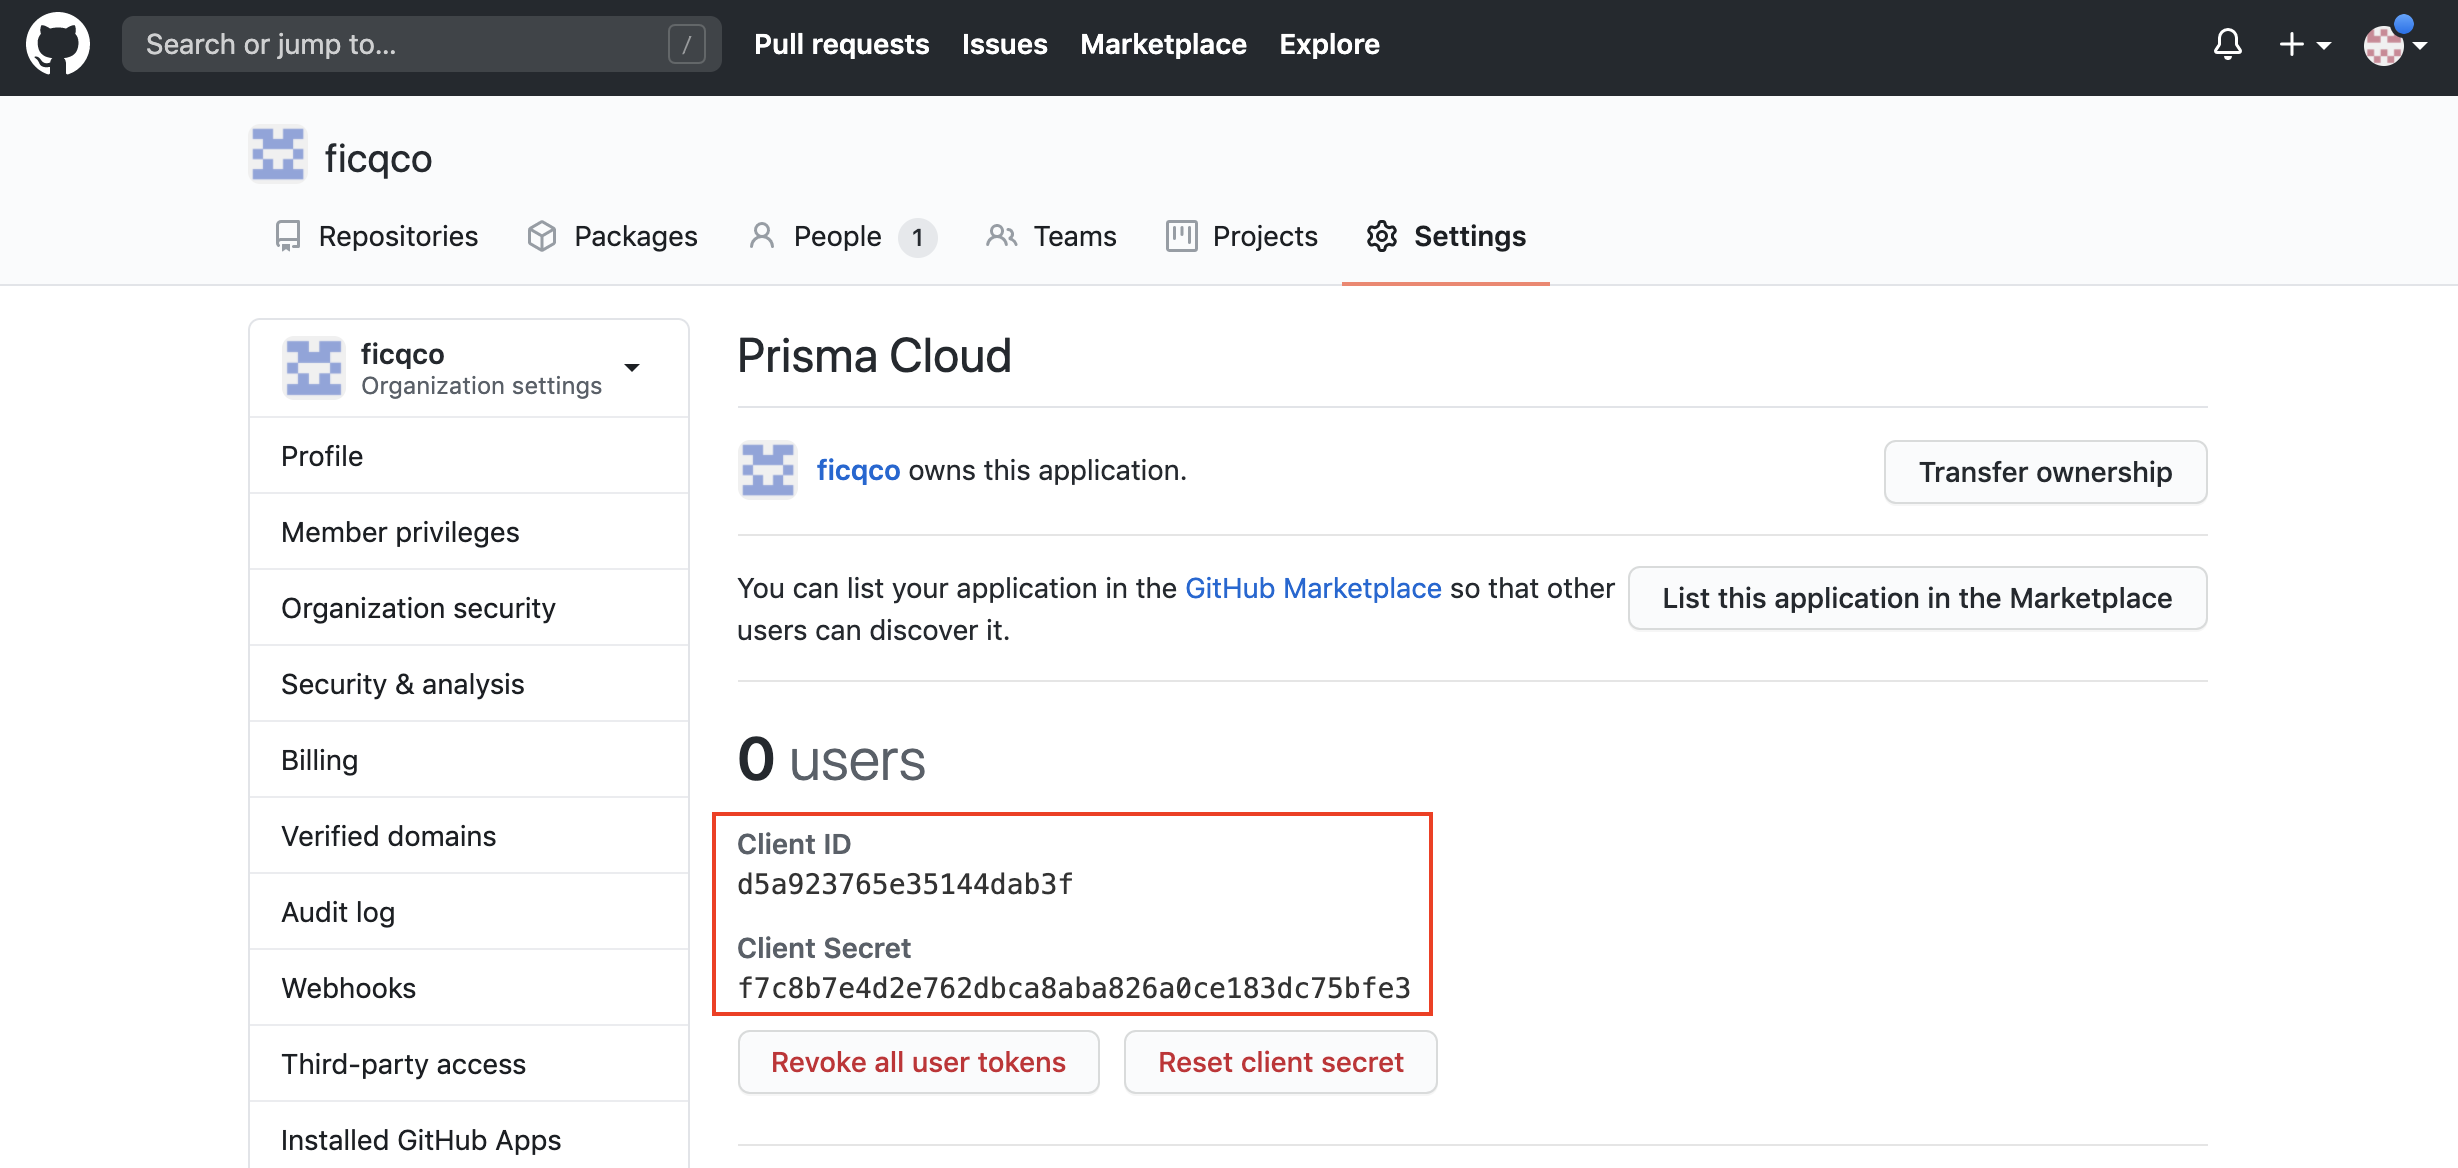 Search or jump to... /
Pull requests Issues Marketplace Explore
ficqco
Repositories Packages People 1 Teams Projects Settings
ficqco
Organization settings
Profile
Member privileges
Organization security
Security & analysis
Billing
Verified domains
Audit log
Webhooks
Third-party access
Installed GitHub Apps
Prisma Cloud
ficqco owns this application.
Transfer ownership
You can list your application in the GitHub Marketplace so that other
users can discover it.
List this application in the Marketplace
0 users
Client ID
d5a923765e35144dab3f
Client Secret
f7c8b7e4d2e762dbca8aba826a0ce183dc75bfe3
Revoke all user tokens
Reset client secret